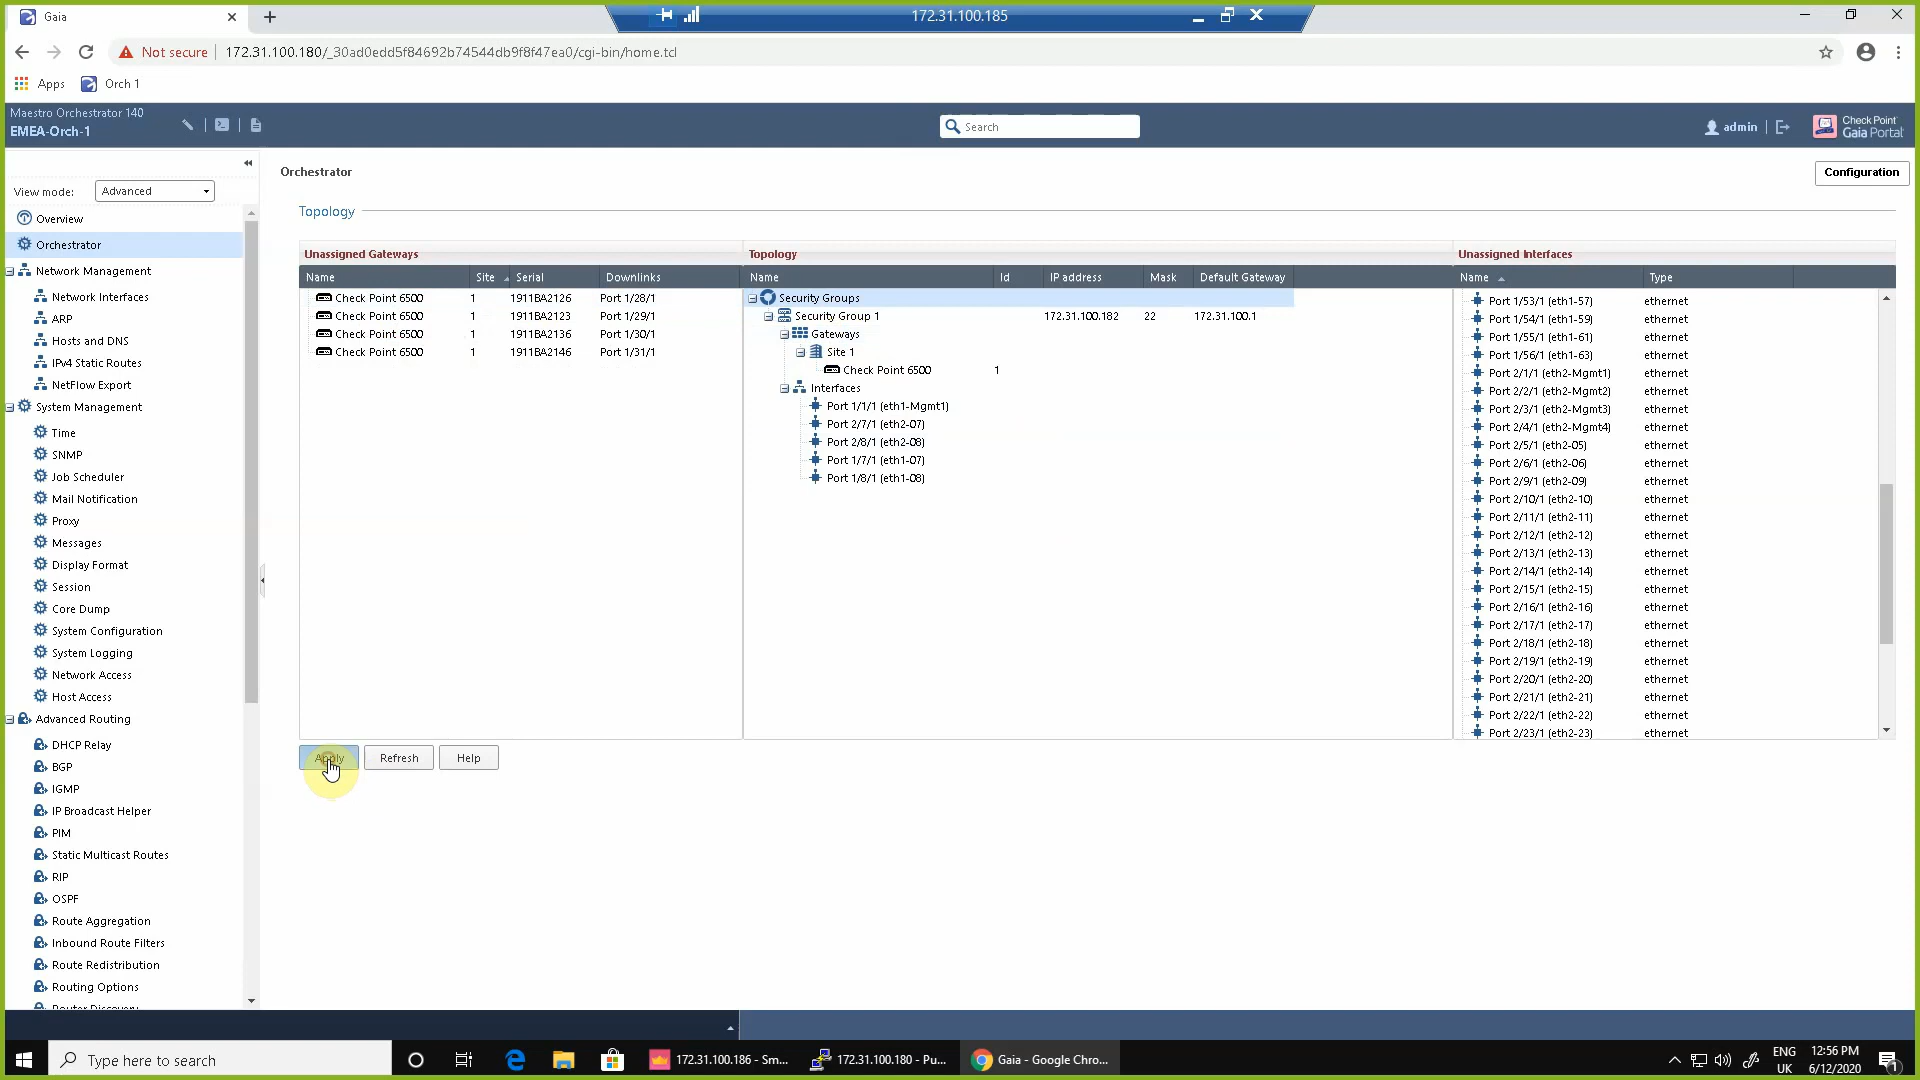 Gaia
172.31.100.185
Not secure
172.31.100.180/_30ad0edd5f84692b74544db9f8f47ea0/cgi-bin/home.tcl
Apps
Orch 1
Maestro Orchestrator 140
EMEA-Orch-1
Search
admin
Check Point
Gaia Portal
View mode:
Advanced
Overview
Orchestrator
Network Management
Network Interfaces
ARP
Hosts and DNS
IPv4 Static Routes
NetFlow Export
System Management
Time
SNMP
Job Scheduler
Mail Notification
Proxy
Messages
Display Format
Session
Core Dump
System Configuration
System Logging
Network Access
Host Access
Advanced Routing
DHCP Relay
BGP
IGMP
IP Broadcast Helper
PIM
Static Multicast Routes
RIP
OSPF
Route Aggregation
Inbound Route Filters
Route Redistribution
Routing Options
Router Discovery
Orchestrator
Configuration
Topology
Unassigned Gateways
Name Site Serial Downlinks
Check Point 6500 1 1911BA2126 Port 1/28/1
Check Point 6500 1 1911BA2123 Port 1/29/1
Check Point 6500 1 1911BA2136 Port 1/30/1
Check Point 6500 1 1911BA2146 Port 1/31/1
Topology
Name Id IP address Mask Default Gateway
Security Groups
Security Group 1 172.31.100.182 22 172.31.100.1
Gateways
Site 1
Check Point 6500 1
Interfaces
Port 1/1/1 (eth1-Mgmt1)
Port 2/7/1 (eth2-07)
Port 2/8/1 (eth2-08)
Port 1/7/1 (eth1-07)
Port 1/8/1 (eth1-08)
Unassigned Interfaces
Name Type
Port 1/53/1 (eth1-57) ethernet
Port 1/54/1 (eth1-59) ethernet
Port 1/55/1 (eth1-61) ethernet
Port 1/56/1 (eth1-63) ethernet
Port 2/1/1 (eth2-Mgmt1) ethernet
Port 2/2/1 (eth2-Mgmt2) ethernet
Port 2/3/1 (eth2-Mgmt3) ethernet
Port 2/4/1 (eth2-Mgmt4) ethernet
Port 2/5/1 (eth2-05) ethernet
Port 2/6/1 (eth2-06) ethernet
Port 2/9/1 (eth2-09) ethernet
Port 2/10/1 (eth2-10) ethernet
Port 2/11/1 (eth2-11) ethernet
Port 2/12/1 (eth2-12) ethernet
Port 2/13/1 (eth2-13) ethernet
Port 2/14/1 (eth2-14) ethernet
Port 2/15/1 (eth2-15) ethernet
Port 2/16/1 (eth2-16) ethernet
Port 2/17/1 (eth2-17) ethernet
Port 2/18/1 (eth2-18) ethernet
Port 2/19/1 (eth2-19) ethernet
Port 2/20/1 (eth2-20) ethernet
Port 2/21/1 (eth2-21) ethernet
Port 2/22/1 (eth2-22) ethernet
Port 2/23/1 (eth2-23) ethernet
Apply
Refresh
Help
Type here to search
172.31.100.186 - Sm...
172.31.100.180 - Pu...
Gaia - Google Chro...
ENG
UK
12:56 PM
6/12/2020
1